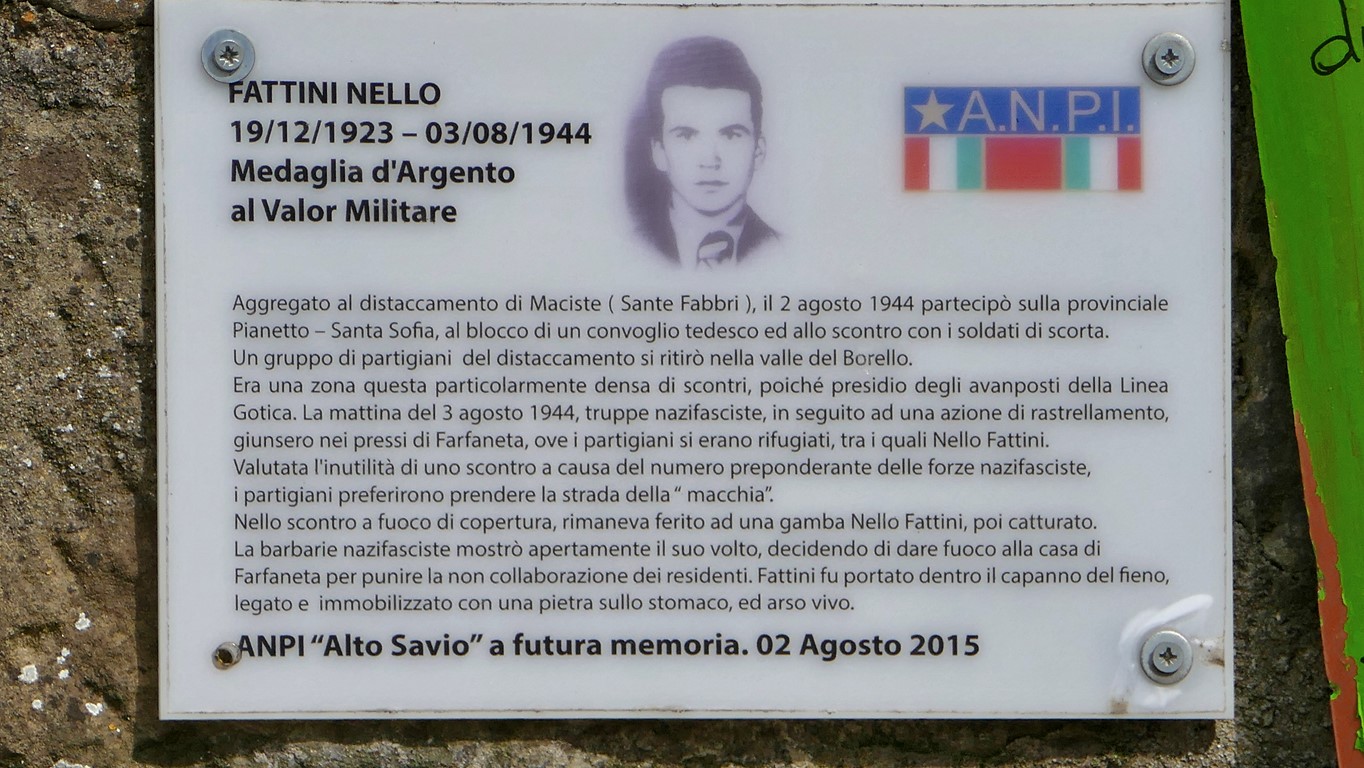 FATTINI NELLO
19/12/1923 – 03/08/1944
Medaglia d'Argento
al Valor Militare
★A.N.P.I.
Aggregato al distaccamento di Maciste ( Sante Fabbri ), il 2 agosto 1944 partecipò sulla provinciale
Pianetto – Santa Sofia, al blocco di un convoglio tedesco ed allo scontro con i soldati di scorta.
Un gruppo di partigiani  del distaccamento si ritirò nella valle del Borello.
Era una zona questa particolarmente densa di scontri, poiché presidio degli avanposti della Linea
Gotica. La mattina del 3 agosto 1944, truppe nazifasciste, in seguito ad una azione di rastrellamento,
giunsero nei pressi di Farfaneta, ove i partigiani si erano rifugiati, tra i quali Nello Fattini.
Valutata l'inutilità di uno scontro a causa del numero preponderante delle forze nazifasciste,
i partigiani preferirono prendere la strada della “ macchia”.
Nello scontro a fuoco di copertura, rimaneva ferito ad una gamba Nello Fattini, poi catturato.
La barbarie nazifasciste mostrò apertamente il suo volto, decidendo di dare fuoco alla casa di
Farfaneta per punire la non collaborazione dei residenti. Fattini fu portato dentro il capanno del fieno,
legato e  immobilizzato con una pietra sullo stomaco, ed arso vivo.
ANPI “Alto Savio” a futura memoria. 02 Agosto 2015